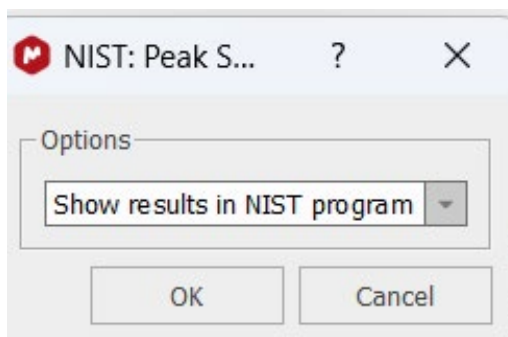 NIST: Peak S... ?
Options
Show results in NIST program
OK Cancel